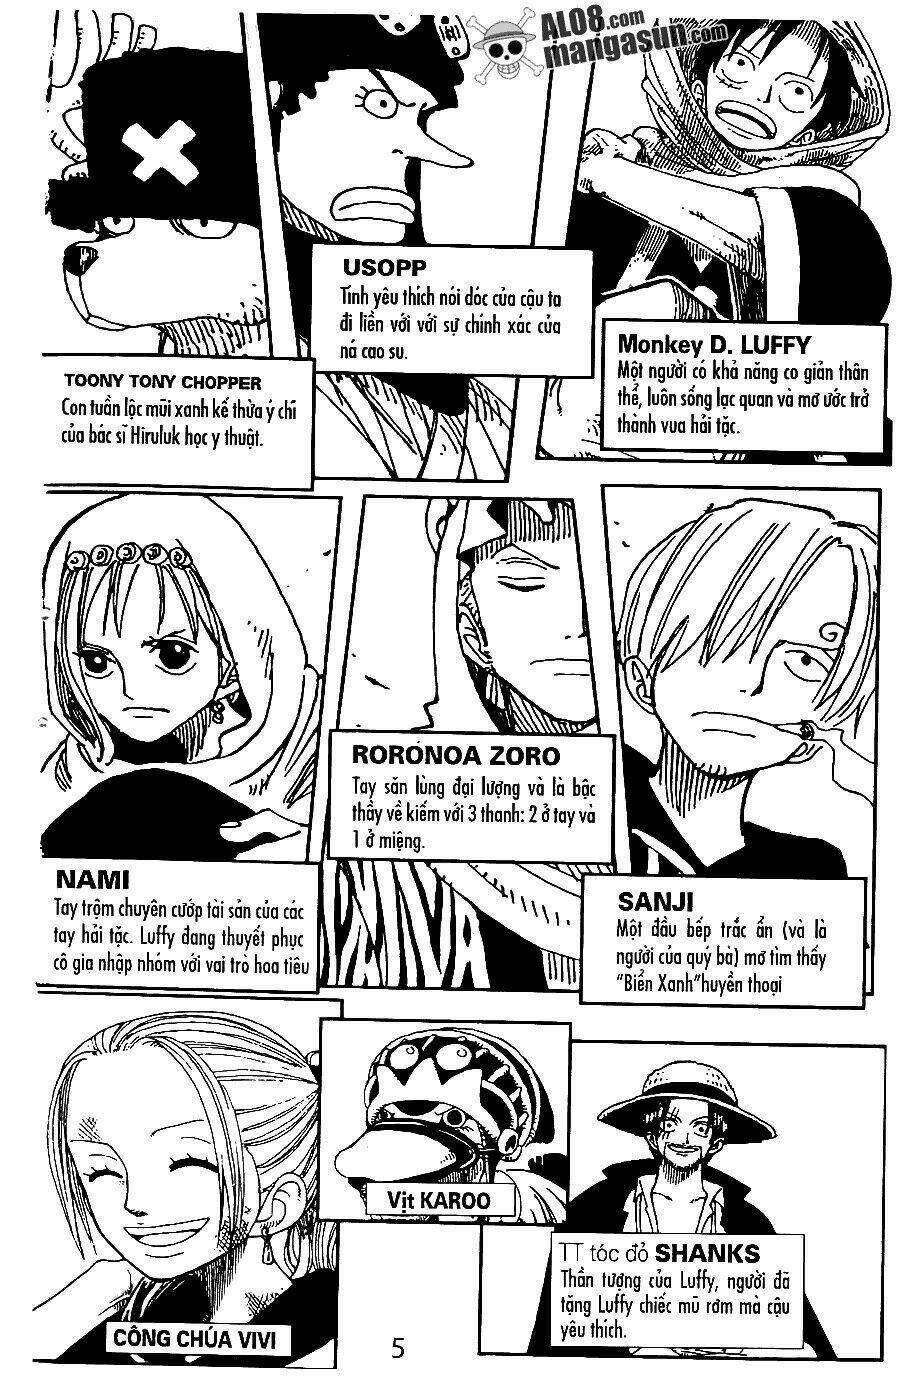 ALO8.com
mangasun.com
USOPP
Tính yêu thích nói dóc của cậu ta
đi liền với với sự chính xác của
ná cao su.
Monkey D. LUFFY
Một người có khả năng co giản thân
thể, luôn sống lạc quan và mơ ước trở
thành vua hải tặc.
TOONY TONY CHOPPER
Con tuần lộc mũi xanh kế thừa ý chí
của bác sĩ Hiruluk học y thuật.
RORONOA ZORO
Tay săn lùng đại lượng và là bậc
thầy về kiếm với 3 thanh: 2 ở tay và
1 ở miệng.
NAMI
Tay trộm chuyên cướp tài sản của các
tay hải tặc. Luffy đang thuyết phục
cô gia nhập nhóm với vai trò hoa tiêu
SANJI
Một đầu bếp trắc ẩn (và là
người của quý bà) mơ tìm thấy
"Biển Xanh"huyền thoại
Vịt KAROO
TT tóc đỏ SHANKS
Thần tượng của Luffy, người đã
tặng Luffy chiếc mũ rơm mà cậu
yêu thích.
CÔNG CHÚA VIVI
5